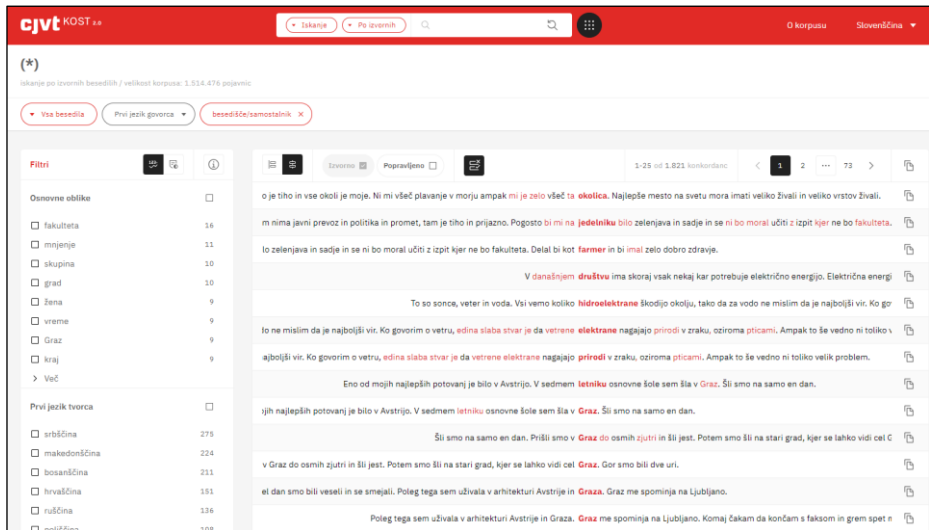 cjvt KOST 2.0
Iskanje
Po izvornih
O korpusu
Slovenščina
(*)
iskanje po izvornih besedilih / velikost korpusa: 1.514.476 pojavnic
Vsa besedila
Prvi jezik govorca
besedišče/samostalnik ×
Filtri
Izvorno
Popravljeno
1-25 od 1.821 konkordanc
1 2 ... 73
Osnovne oblike
fakulteta 16
mnjenje 11
skupina 10
grad 10
žena 9
vreme 9
Graz 9
kraj 9
Več
Prvi jezik tvorca
srbščina 275
makedonščina 224
bosanščina 211
hrvaščina 151
ruščina 136
o je tiho in vse okoli je moje. Ni mi všeč plavanje v morju ampak mi je zelo všeč ta okolica. Najlepše mesto na svetu mora imati veliko živali in veliko vrstov živali.
m nima javni prevoz in politika in promet, tam je tiho in prijazno. Pogosto bi mi na jedelniku bilo zelenjava in sadje in se ni bo moral učiti z izpit kjer ne bo fakulteta.
lo zelenjava in sadje in se ni bo moral učiti z izpit kjer ne bo fakulteta. Delal bi kot farmer in bi imal zelo dobro zdravje.
V današnjem društvu ima skoraj vsak nekaj kar potrebuje električno energijo. Električna energi
To so sonce, veter in voda. Vsi vemo koliko hidroelektrane škodijo okolju, tako da za vodo ne mislim da je najboljši vir. Ko go
lo ne mislim da je najboljši vir. Ko govorim o vetru, edina slaba stvar je da vetrene elektrane nagajajo prirodi v zraku, oziroma pticami. Ampak to še vedno ni toliko v
ajboljši vir. Ko govorim o vetru, edina slaba stvar je da vetrene elektrane nagajajo prirodi v zraku, oziroma pticami. Ampak to še vedno ni toliko velik problem.
Eno od mojih najlepših potovanj je bilo v Avstrijo. V sedmem letniku osnovne šole sem šla v Graz. Šli smo na samo en dan.
ojih najlepših potovanj je bilo v Avstrijo. V sedmem letniku osnovne šole sem šla v Graz. Šli smo na samo en dan.
Šli smo na samo en dan. Prišli smo v Graz do osmih zjutri in šli jest. Potem smo šli na stari grad, kjer se lahko vidi cel G
v Graz do osmih zjutri in šli jest. Potem smo šli na stari grad, kjer se lahko vidi cel Graz. Gor smo bili dve uri.
el dan smo bili veseli in se smejali. Poleg tega sem uživala v arhitekturi Avstrije in Graza. Graz me spominja na Ljubljano.
Poleg tega sem uživala v arhitekturi Avstrije in Graza. Graz me spominja na Ljubljano. Komaj čakam da končam s faksom in grem spet n